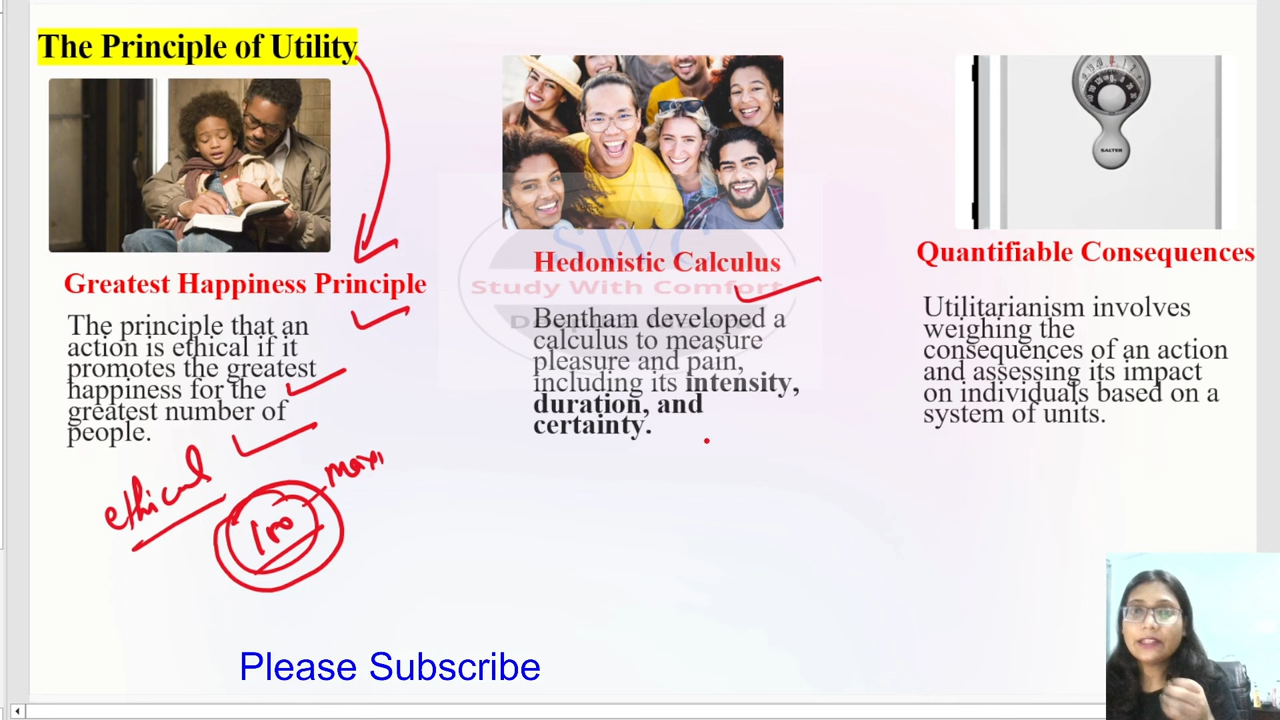 The Principle of Utility
SALTER
Greatest Happiness Principle
The principle that an
action is ethical if it
promotes the greatest
happiness for the
greatest number of
people.
ethical
100
maxi
Hedonistic Calculus
SWC
Study With Comfort
Bentham developed a
calculus to measure
pleasure and pain,
including its intensity,
duration, and
certainty.
Quantifiable Consequences
Utilitarianism involves
weighing the
consequences of an action
and assessing its impact
on individuals based on a
system of units.
Please Subscribe